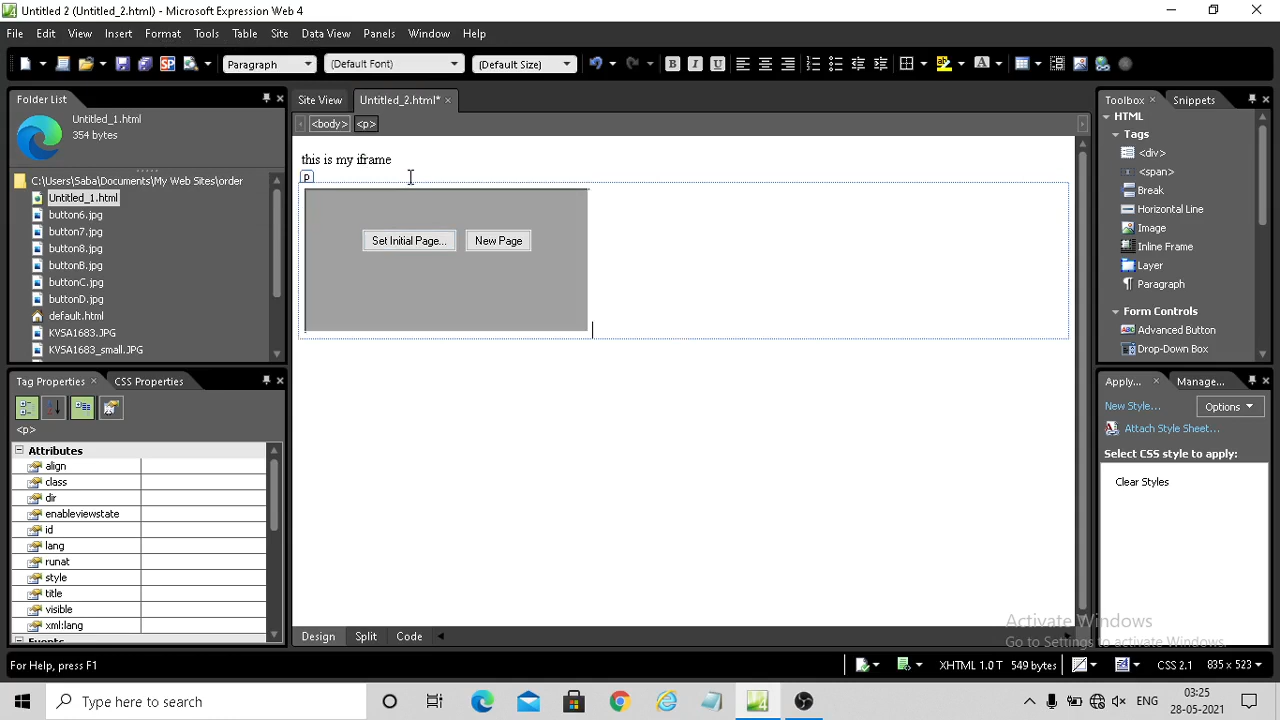 Untitled 2 (Untitled_2.html) - Microsoft Expression Web 4
File Edit View Insert Format Tools Table Site Data View Panels Window Help
Paragraph (Default Font) (Default Size) B I U A
Folder List
Untitled_1.html
354 bytes
C:\Users\Saba\Documents\My Web Sites\order
Untitled_1.html
button6.jpg
button7.jpg
button8.jpg
buttonB.jpg
buttonC.jpg
buttonD.jpg
default.html
KVSA1683.JPG
KVSA1683_small.JPG
Tag Properties CSS Properties
<p>
Attributes
align
class
dir
enableviewstate
id
lang
runat
style
title
visible
xml:lang
Events
Site View Untitled_2.html*
<body> <p>
this is my iframe
p
Set Initial Page... New Page
Design Split Code
Toolbox Snippets
HTML
Tags
<div>
<span>
Break
Horizontal Line
Image
Inline Frame
Layer
Paragraph
Form Controls
Advanced Button
Drop-Down Box
Apply... Manage...
New Style... Options
Attach Style Sheet...
Select CSS style to apply:
Clear Styles
Activate Windows
Go to Settings to activate Windows.
For Help, press F1
XHTML 1.0 T 549 bytes CSS 2.1 835 x 523
Type here to search
ENG
03:25
28-05-2021